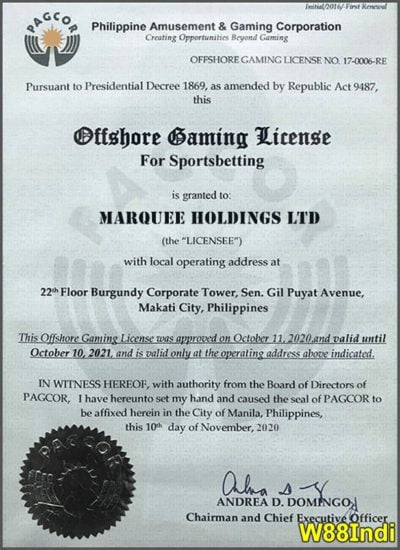 Initial/2016/-First Renewal
PAGCOR
Philippine Amusement & Gaming Corporation
Creating Opportunities Beyond Gaming
OFFSHORE GAMING LICENSE NO. 17-0006-RE
Pursuant to Presidential Decree 1869, as amended by Republic Act 9487,
this
Offshore Gaming License
For Sportsbetting
is granted to:
MARQUEE HOLDINGS LTD
(the "LICENSEE")
with local operating address at
22th Floor Burgundy Corporate Tower, Sen. Gil Puyat Avenue,
Makati City, Philippines
This Offshore Gaming License was approved on October 11, 2020,and valid until
October 10, 2021, and is valid only at the operating address above indicated.
IN WITNESS HEREOF, with authority from the Board of Directors of
PAGCOR, I have hereunto set my hand and caused the seal of PAGCOR to
be affixed herein in the City of Manila, Philippines,
this 10th day of November, 2020
PAGCOR
ANDREA D. DOMINGO
Chairman and Chief Executive Officer
W88Indi